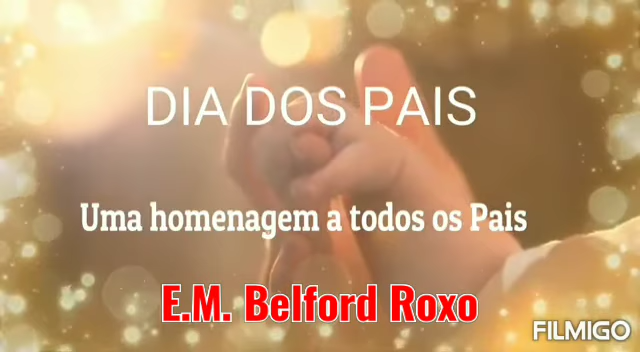 DIA DOS PAIS
Uma homenagem a todos os Pais
E.M. Belford Roxo
FILMIGO